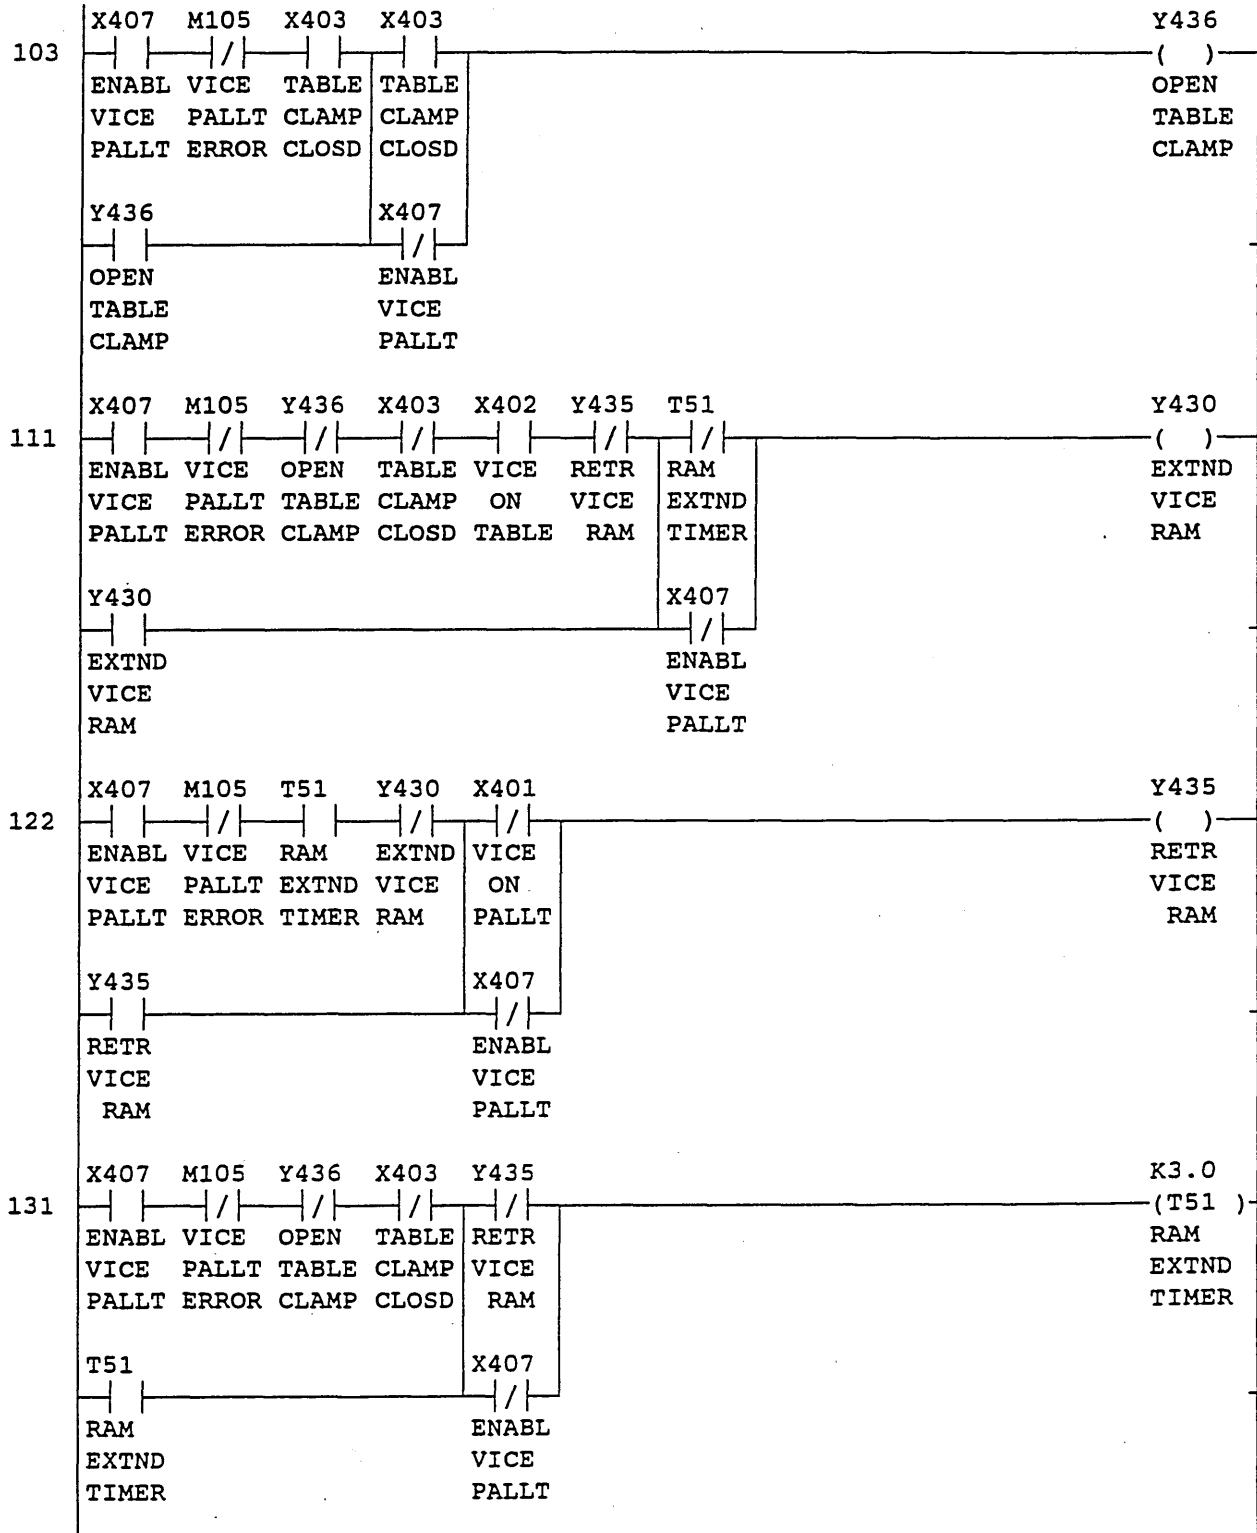 X407 M105 X403 X403 Y436
103 ( )
ENABL VICE TABLE TABLE OPEN
VICE PALLT CLAMP CLAMP TABLE
PALLT ERROR CLOSD CLOSD CLAMP
Y436 X407
OPEN ENABL
TABLE VICE
CLAMP PALLT
X407 M105 Y436 X403 X402 Y435 T51 Y430
111 ( )
ENABL VICE OPEN TABLE VICE RETR RAM EXTND
VICE PALLT TABLE CLAMP ON VICE EXTND VICE
PALLT ERROR CLAMP CLOSD TABLE RAM TIMER RAM
Y430 X407
EXTND ENABL
VICE VICE
RAM PALLT
X407 M105 T51 Y430 X401 Y435
122 ( )
ENABL VICE RAM EXTND VICE RETR
VICE PALLT EXTND VICE ON VICE
PALLT ERROR TIMER RAM PALLT RAM
Y435 X407
RETR ENABL
VICE VICE
RAM PALLT
X407 M105 Y436 X403 Y435 K3.0
131 (T51 )
ENABL VICE OPEN TABLE RETR RAM
VICE PALLT TABLE CLAMP VICE EXTND
PALLT ERROR CLAMP CLOSD RAM TIMER
T51 X407
RAM ENABL
EXTND VICE
TIMER PALLT